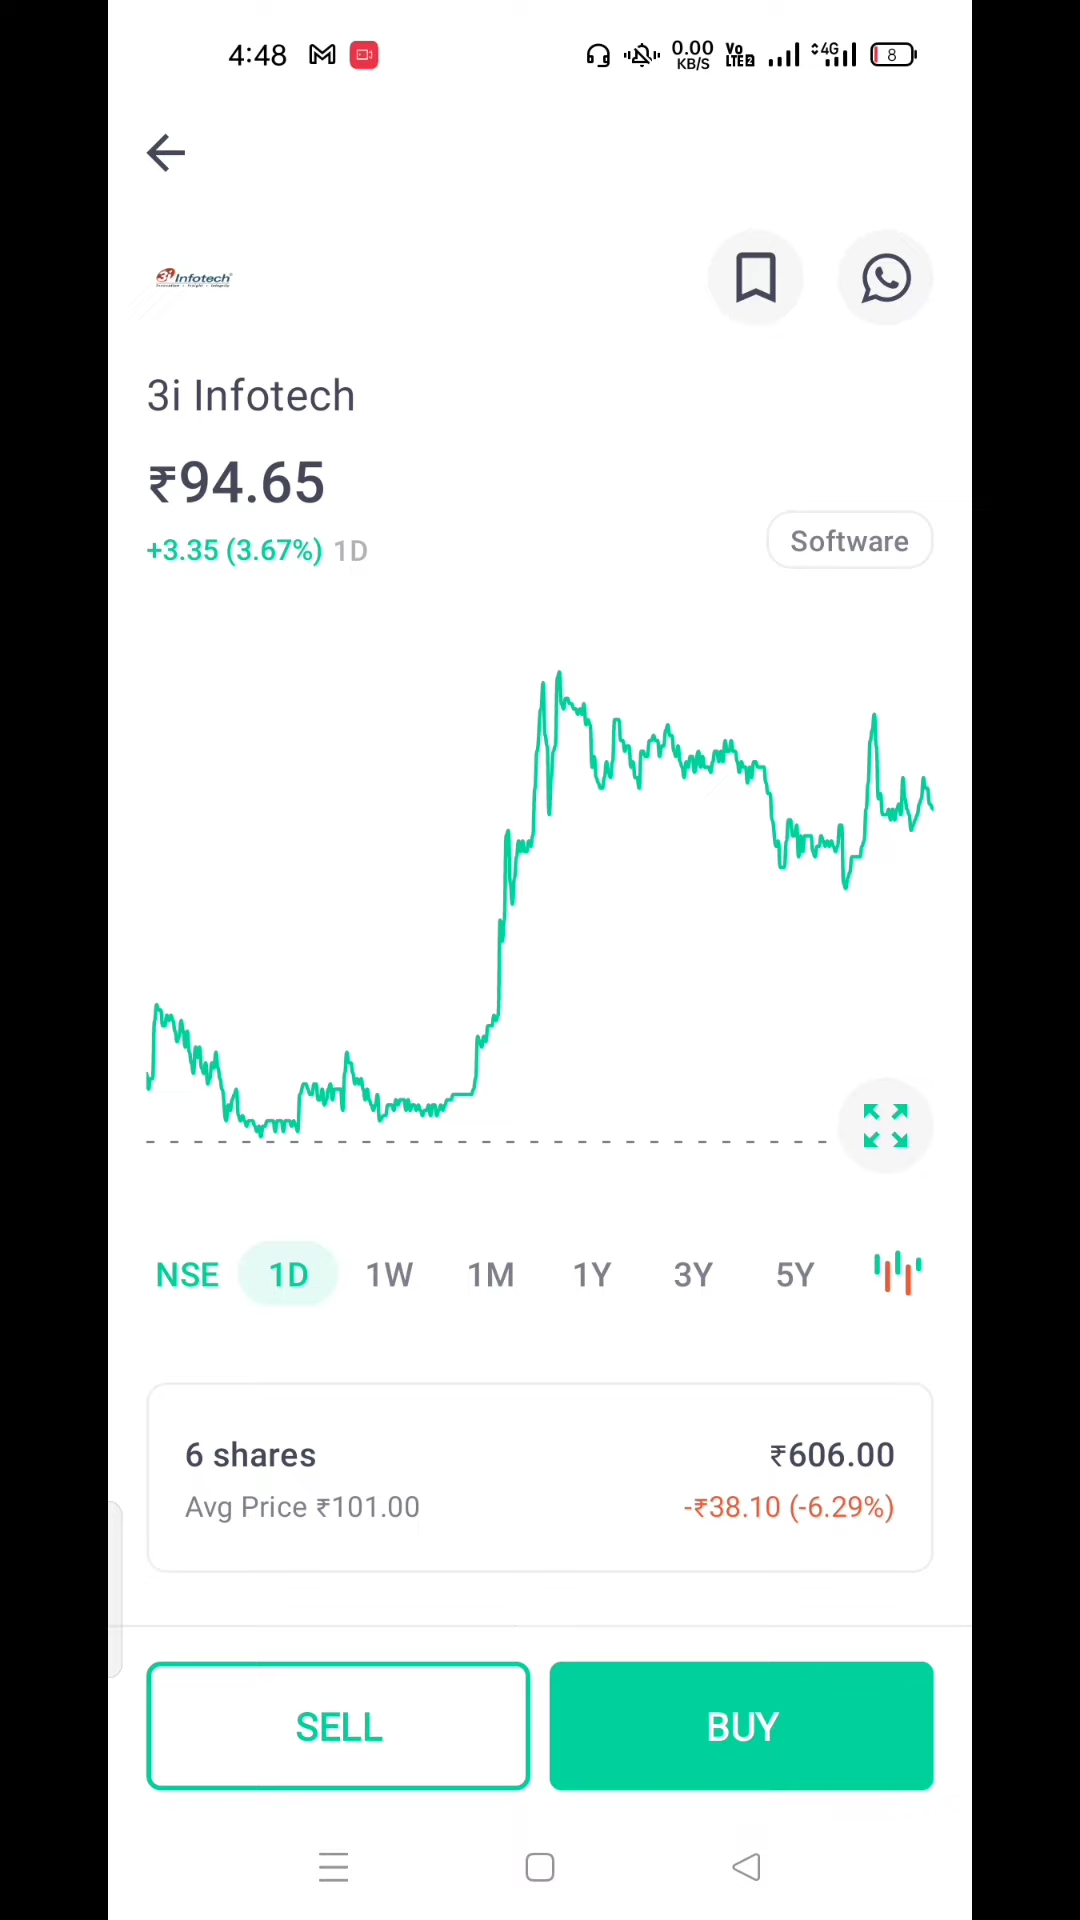 4:48
0.00
KB/S
Vo
LTE 2
4G
8
3i Infotech
3i Infotech
₹94.65
+3.35 (3.67%) 1D
Software
NSE 1D 1W 1M 1Y 3Y 5Y
6 shares
₹606.00
Avg Price ₹101.00
-₹38.10 (-6.29%)
SELL
BUY